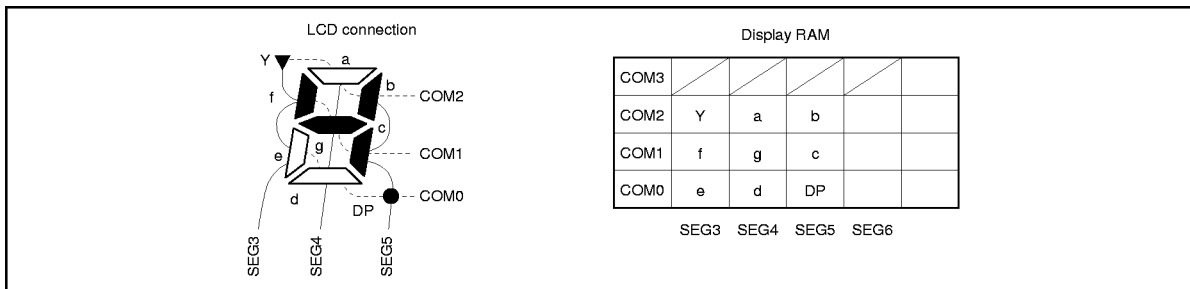 LCD connection
Y
a
b
f
COM2
c
g
COM1
e
d
DP
COM0
SEG3
SEG4
SEG5
Display RAM
COM3
COM2 Y a b
COM1 f g c
COM0 e d DP
SEG3 SEG4 SEG5 SEG6